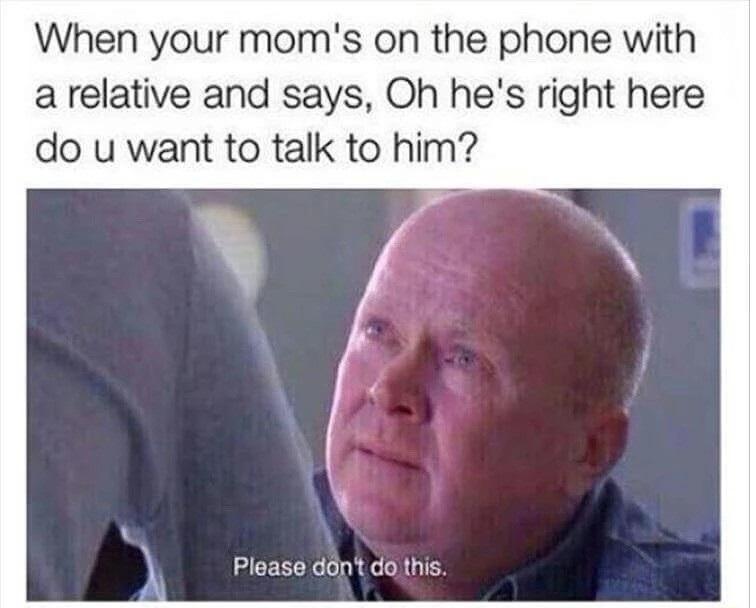 When your mom's on the phone with
a relative and says, Oh he's right here
do u want to talk to him?
Please don't do this.